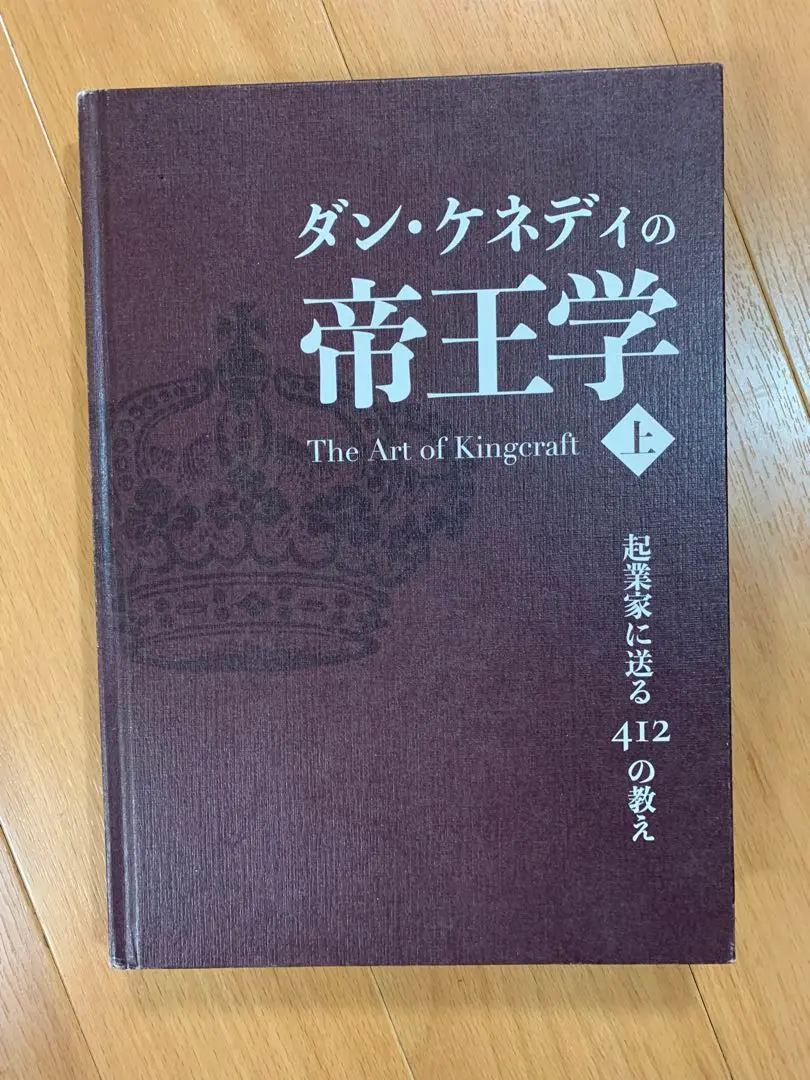 ダン・ケネディの
帝王学
The Art of Kingcraft
上
起業家に送る412の教え